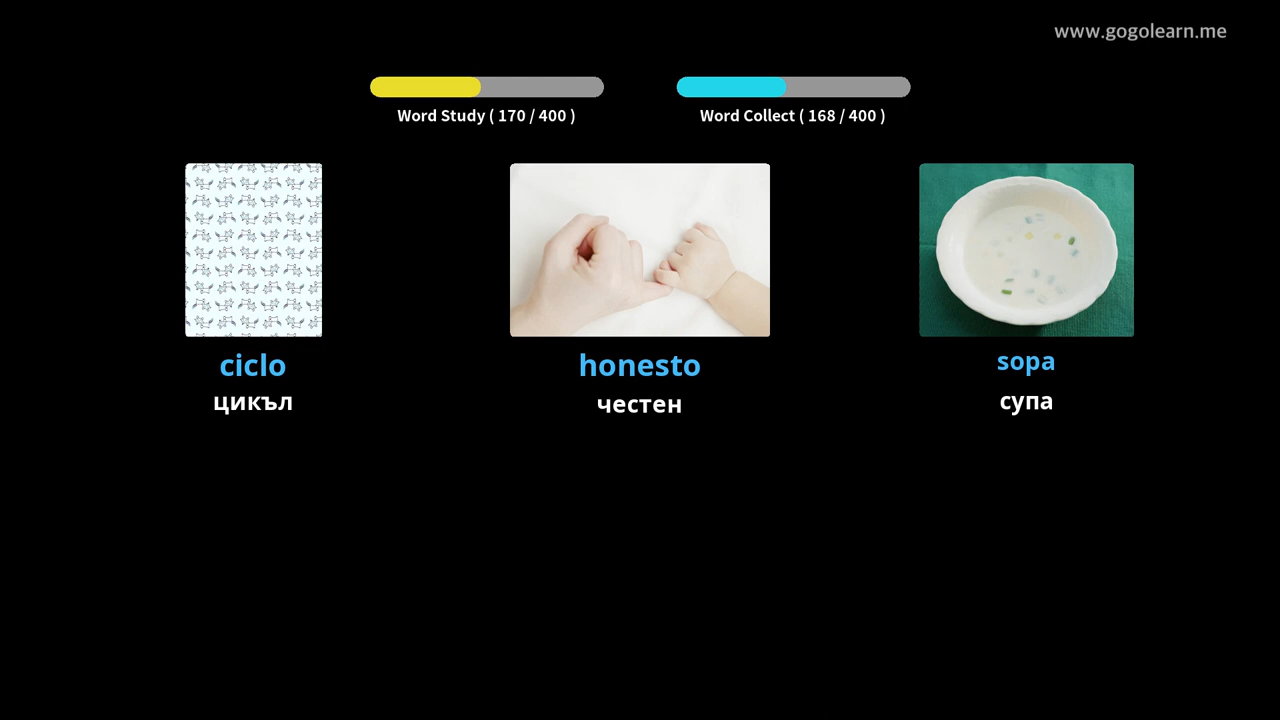 www.gogolearn.me
Word Study ( 170 / 400 )
Word Collect ( 168 / 400 )
ciclo
цикъл
honesto
честен
sopa
супа